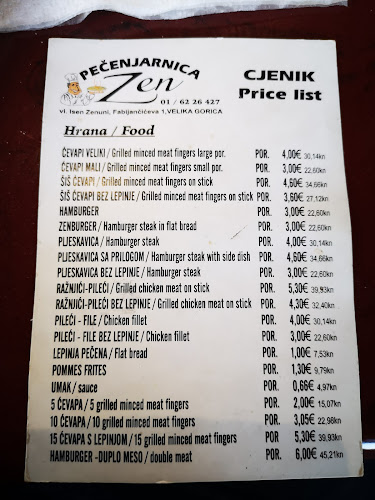 PEČENJARNICA
Zen
01 / 62 26 427
vl. Isen Zenuni, Fabijančićeva 1, VELIKA GORICA
CJENIK
Price list
Hrana / Food
ČEVAPI VELIKI / Grilled minced meat fingers large por. POR. 4,00€ 30,14kn
ČEVAPI MALI / Grilled minced meat fingers small por. POR. 3,00€ 22,60kn
ŠIŠ ČEVAPI / Grilled minced meat fingers on stick POR. 4,60€ 34,66kn
ŠIŠ ČEVAPI BEZ LEPINJE / Grilled minced meat fingers on stick POR. 3,60€ 27,12kn
HAMBURGER POR. 3,00€ 22,60kn
ZENBURGER / Hamburger steak in flat bread POR. 3,00€ 22,60kn
PLJESKAVICA / Hamburger steak POR. 4,00€ 30,14kn
PLJESKAVICA SA PRILOGOM / Hamburger steak with side dish POR. 4,60€ 34,66kn
PLJESKAVICA BEZ LEPINJE / Hamburger steak POR. 3,00€ 22,60kn
RAŽNJIĆI-PILEĆI / Grilled chicken meat on stick POR. 5,30€ 39,93kn
RAŽNJIĆI-PILEĆI BEZ LEPINJE / Grilled chicken meat on stick POR. 4,30€ 32,40kn
PILEĆI - FILE / Chicken fillet POR. 4,00€ 30,14kn
PILEĆI - FILE BEZ LEPINJE / Chicken fillet POR. 3,00€ 22,60kn
LEPINJA PEČENA / Flat bread POR. 1,00€ 7,53kn
POMMES FRITES POR. 1,30€ 9,79kn
UMAK / sauce POR. 0,66€ 4,97kn
5 ČEVAPA / 5 grilled minced meat fingers POR. 2,00€ 15,07kn
10 ČEVAPA / 10 grilled minced meat fingers POR. 3,05€ 22,98kn
15 ČEVAPA S LEPINJOM / 15 grilled minced meat fingers POR 5,30€ 39,93kn
HAMBURGER -DUPLO MESO / double meat POR. 6,00€ 45,21kn